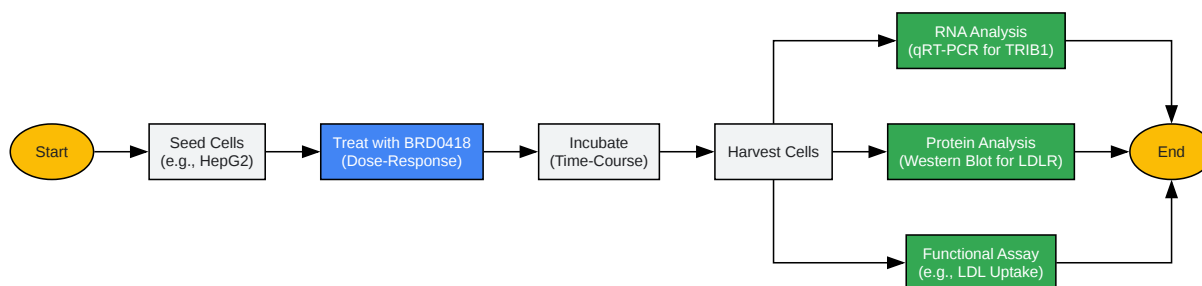 Start
Seed Cells
(e.g., HepG2)
Treat with BRD0418
(Dose-Response)
Incubate
(Time-Course)
Harvest Cells
RNA Analysis
(qRT-PCR for TRIB1)
Protein Analysis
(Western Blot for LDLR)
Functional Assay
(e.g., LDL Uptake)
End